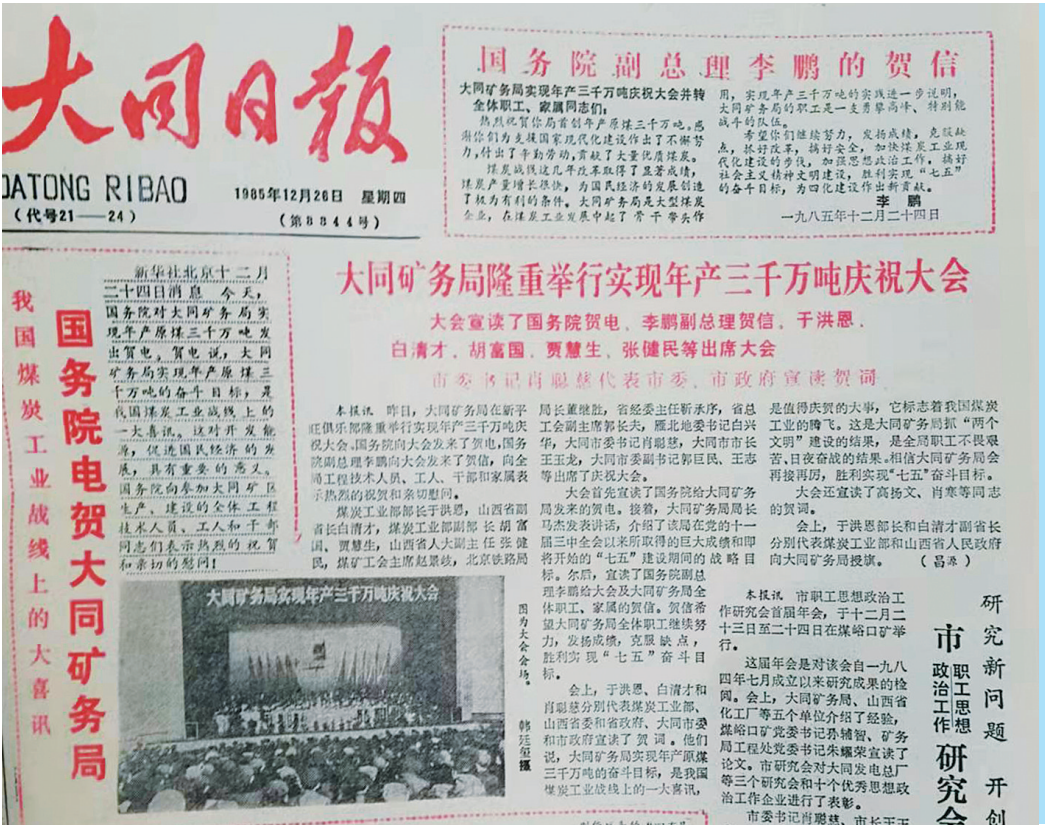 大同日报
DATONG RIBAO
(代号21—24)
1985年12月26日 星期四
(第8844号)
国务院副总理李鹏的贺信
大同矿务局实现年产三千万吨庆祝大会并转
全体职工、家属同志们：
热烈祝贺你局首创年产原煤三千万吨。感
谢你们为支援国家现代化建设作出了不懈努
力，付出了辛勤劳动，贡献了大量优质煤炭。
煤炭战线这几年改革取得了显著成绩，
煤炭产量增长很快，为国民经济的发展创造
了极为有利的条件。大同矿务局是大型煤炭
企业，在煤炭工业发展中起了骨干带头作
用，实现年产三千万吨的实践进一步说明，
大同矿务局的职工是一支勇攀高峰、特别能
战斗的队伍。
希望你们继续努力，发扬成绩，克服缺
点，抓好改革，搞好安全，加快煤炭工业现
代化建设的步伐，加强思想政治工作，搞好
社会主义精神文明建设，胜利实现“七五”
的奋斗目标，为四化建设作出新贡献。
李 鹏
一九八五年十二月二十四日
我国煤炭工业战线上的大喜讯
国务院电贺大同矿务局
新华社北京十二月
二十四日消息 今天，
国务院对大同矿务局实
现年产原煤三千万吨发
出贺电。贺电说，大同
矿务局实现年产原煤三
千万吨的奋斗目标，是
我国煤炭工业战线上的
一大喜讯。这对开发能
源，促进国民经济的发
展，具有重要的意义。
国务院向参加大同矿区
生产、建设的全体工程
技术人员、工人和干部
同志们表示热烈的祝贺
和亲切的慰问！
大同矿务局隆重举行实现年产三千万吨庆祝大会
大会宣读了国务院贺电、李鹏副总理贺信、于洪恩、
白清才、胡富国、贾慧生、张健民等出席大会
市委书记肖聪慈代表市委、市政府宣读贺词
本报讯 昨日，大同矿务局在新平
旺俱乐部隆重举行实现年产三千万吨庆
祝大会。国务院向大会发来了贺电，国务
院副总理李鹏向大会发来了贺信，向全
局工程技术人员、工人、干部和家属表
示热烈的祝贺和亲切慰问。
煤炭工业部部长于洪恩，山西省副
省长白清才，煤炭工业部副部长胡富
国、贾慧生，山西省人大副主任张健
民，煤矿工会主席赵景岐，北京铁路局
局长董继胜，省经委主任靳承序，省总
工会副主席郭长夫，雁北地委书记白兴
华，大同市委书记肖聪慈，大同市市长
王玉龙，大同市委副书记郭巨民、王志
等出席了庆祝大会。
大会首先宣读了国务院给大同矿务
局发来的贺电。接着，大同矿务局局长
马杰发表讲话，介绍了该局在党的十一
届三中全会以来所取得的巨大成绩和即
将开始的“七五”建设期间的战略目
标。尔后，宣读了国务院副总
理李鹏给大会及大同矿务局全
体职工、家属的贺信。贺信希
望大同矿务局全体职工继续努
力，发扬成绩，克服缺点，
胜利实现“七五”奋斗目
标。
会上，于洪恩、白清才和
肖聪慈分别代表煤炭工业部、
山西省委和省政府、大同市委
和市政府宣读了贺词。他们
说，大同矿务局实现年产原煤
三千万吨的奋斗目标，是我国
煤炭工业战线上的一大喜讯，
是值得庆贺的大事，它标志着我国煤炭
工业的腾飞。这是大同矿务局抓“两个
文明”建设的结果，是全局职工不畏艰
苦、日夜奋战的结果。相信大同矿务局会
再接再厉，胜利实现“七五”奋斗目标。
大会还宣读了高扬文、肖寒等同志
的贺词。
会上，于洪恩部长和白清才副省长
分别代表煤炭工业部和山西省人民政府
向大同矿务局授旗。 (昌源)
大同矿务局实现年产三千万吨庆祝大会
图为大会会场。
韩廷玺摄
本报讯 市职工思想政治工
作研究会首届年会，于十二月二
十三日至二十四日在煤峪口矿举
行。
这届年会是对该会自一九八
四年七月成立以来研究成果的检
阅。会上，大同矿务局、山西省
化工厂等五个单位介绍了经验，
煤峪口矿党委书记孙辅智、矿务
局工程处党委书记朱耀荣宣读了
论文。市研究会对大同发电总厂
等三个研究会和十个优秀思想政
治工作企业进行了表彰。
市委书记肖聪慈、市长王玉
研究新问题 开创
市职工思想政治工作研究会